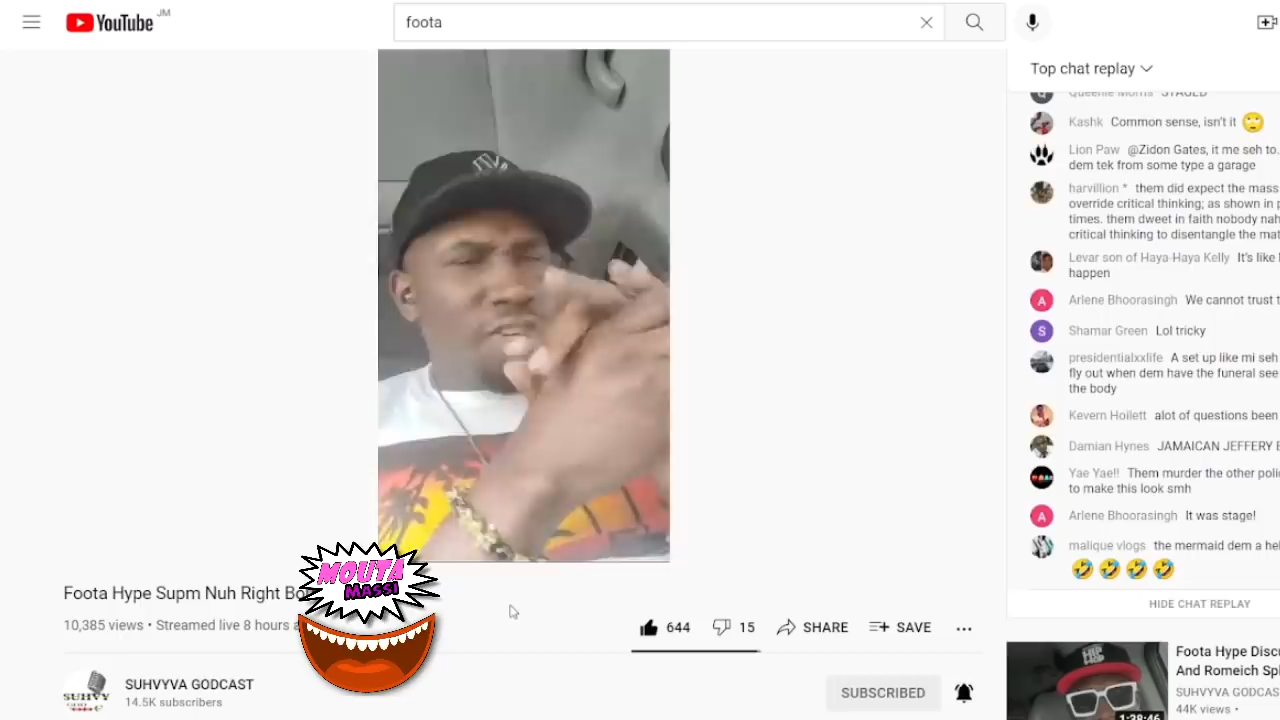 YouTube JM
foota
Top chat replay
Queenie Morris STAGED
Kashk Common sense, isn't it 🙄
Lion Paw @Zidon Gates, it me seh to.
dem tek from some type a garage
harvillion * them did expect the mass
override critical thinking; as shown in p
times. them dweet in faith nobody nah
critical thinking to disentangle the mat
Levar son of Haya-Haya Kelly It's like
happen
Arlene Bhoorasingh We cannot trust t
Shamar Green Lol tricky
presidentialxxlife A set up like mi seh
fly out when dem have the funeral see
the body
Kevern Hoilett alot of questions been
Damian Hynes JAMAICAN JEFFERY E
Yae Yae!! Them murder the other poli
to make this look smh
Arlene Bhoorasingh It was stage!
malique vlogs the mermaid dem a he
🤣🤣🤣🤣
HIDE CHAT REPLAY
Foota Hype Supm Nuh Right Bo
MOUTA
MASSI
10,385 views • Streamed live 8 hours a
644 15 SHARE SAVE ...
SUHVYVA GODCAST
14.5K subscribers
SUBSCRIBED
Foota Hype Discu
And Romeich Spl
SUHVYVA GODCAS
44K views •
1:38:46